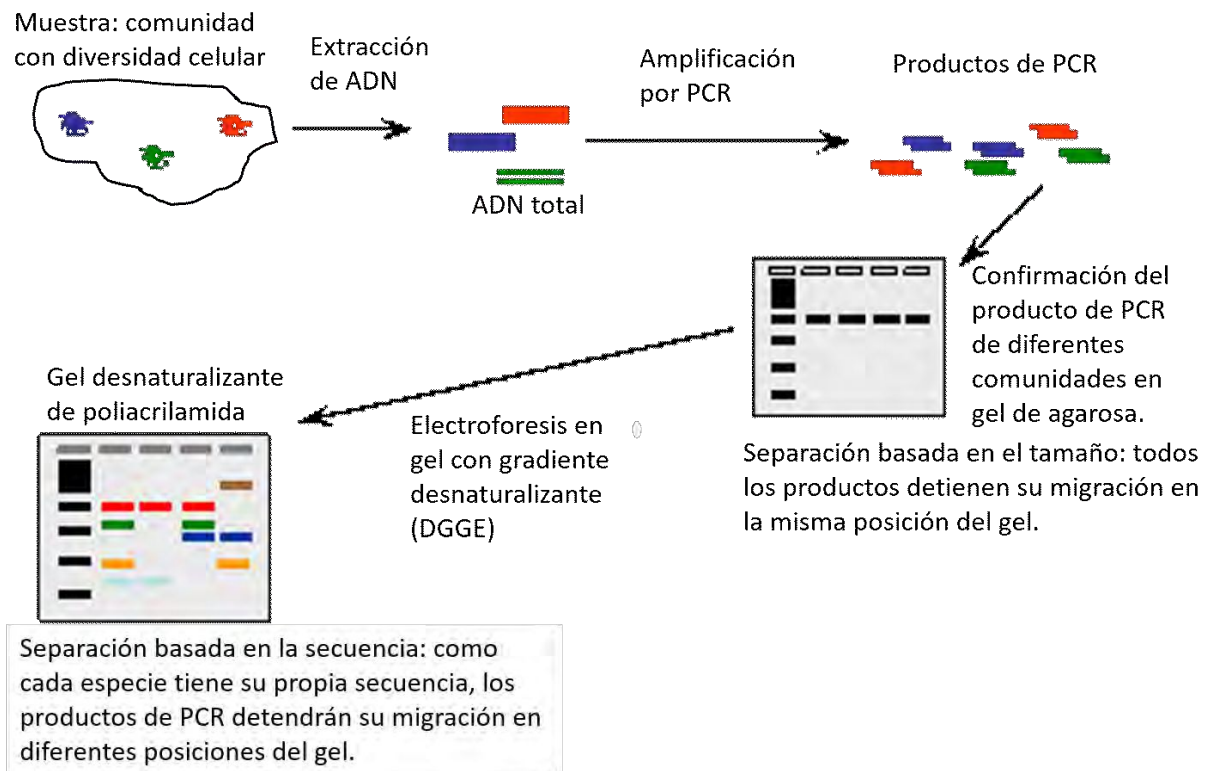 Muestra: comunidad
con diversidad celular
Extracción
de ADN
Amplificación
por PCR
Productos de PCR
ADN total
Confirmación del
producto de PCR
de diferentes
comunidades en
gel de agarosa.
Separación basada en el tamaño: todos
los productos detienen su migración en
la misma posición del gel.
Electroforesis en
gel con gradiente
desnaturalizante
(DGGE)
Gel desnaturalizante
de poliacrilamida
Separación basada en la secuencia: como
cada especie tiene su propia secuencia, los
productos de PCR detendrán su migración en
diferentes posiciones del gel.